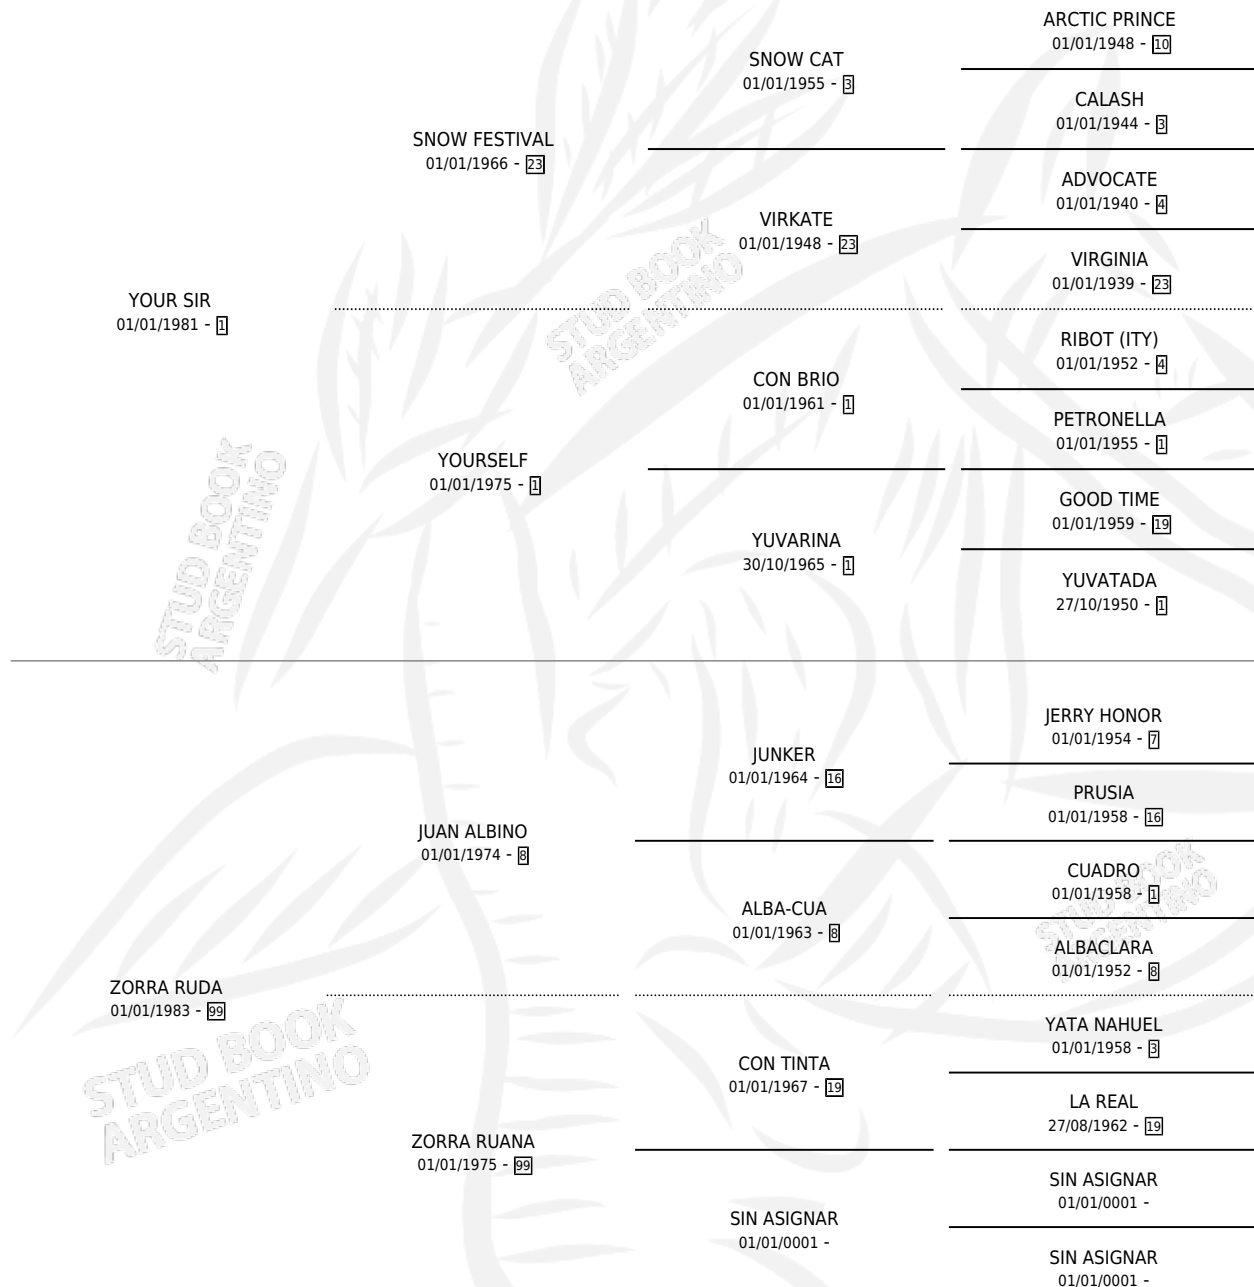 ARCTIC PRINCE
01/01/1948 - 10
SNOW CAT
01/01/1955 - 3
CALASH
01/01/1944 - 3
SNOW FESTIVAL
01/01/1966 - 23
ADVOCATE
01/01/1940 - 4
VIRKATE
01/01/1948 - 23
VIRGINIA
01/01/1939 - 23
YOUR SIR
01/01/1981 - 1
RIBOT (ITY)
01/01/1952 - 4
CON BRIO
01/01/1961 - 1
PETRONELLA
01/01/1955 - 1
YOURSELF
01/01/1975 - 1
GOOD TIME
01/01/1959 - 19
YUVARINA
30/10/1965 - 1
YUVATADA
27/10/1950 - 1
JERRY HONOR
01/01/1954 - 7
JUNKER
01/01/1964 - 16
PRUSIA
01/01/1958 - 16
JUAN ALBINO
01/01/1974 - 8
CUADRO
01/01/1958 - 1
ALBA-CUA
01/01/1963 - 8
ALBACLARA
01/01/1952 - 8
ZORRA RUDA
01/01/1983 - 99
YATA NAHUEL
01/01/1958 - 3
CON TINTA
01/01/1967 - 19
LA REAL
27/08/1962 - 19
ZORRA RUANA
01/01/1975 - 99
SIN ASIGNAR
01/01/0001 -
SIN ASIGNAR
01/01/0001 -
SIN ASIGNAR
01/01/0001 -
STUD BOOK
ARGENTINO
STUD BOOK
ARGENTINO
STUD BOOK
ARGENTINO
STUD BOOK
ARGENTINO